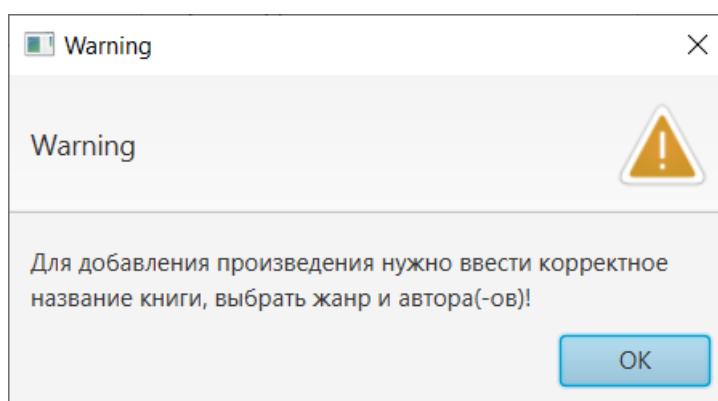 Warning
Warning
Для добавления произведения нужно ввести корректное
название книги, выбрать жанр и автора(-ов)!
OK